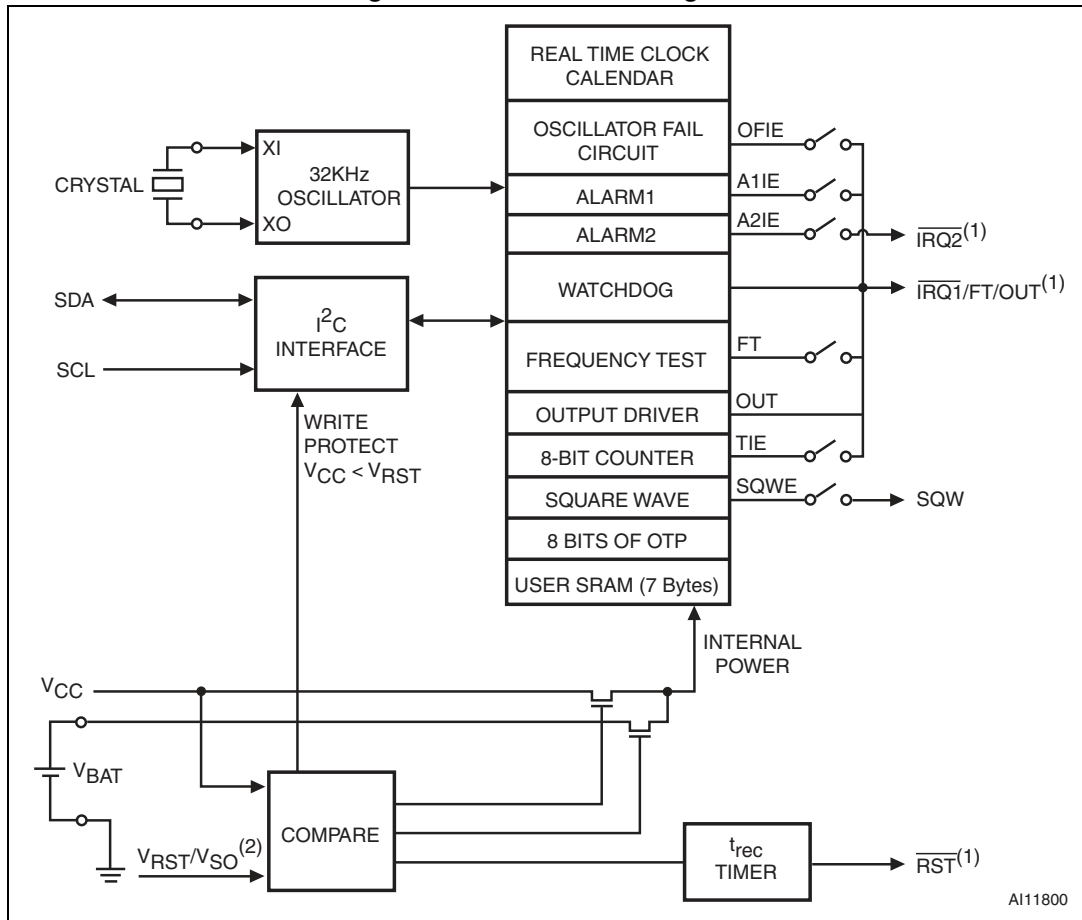 REAL TIME CLOCK
CALENDAR
OSCILLATOR FAIL
CIRCUIT
OFIE
XI
32KHz
OSCILLATOR
XO
CRYSTAL
ALARM1
A1IE
ALARM2
A2IE
IRQ2(1)
SDA
I2C
INTERFACE
SCL
WATCHDOG
IRQ1/FT/OUT(1)
FREQUENCY TEST
FT
OUTPUT DRIVER
OUT
WRITE
PROTECT
VCC < VRST
8-BIT COUNTER
TIE
SQUARE WAVE
SQWE
SQW
8 BITS OF OTP
USER SRAM (7 Bytes)
INTERNAL
POWER
VCC
VBAT
COMPARE
VRST/VSO(2)
trec
TIMER
RST(1)
AI11800